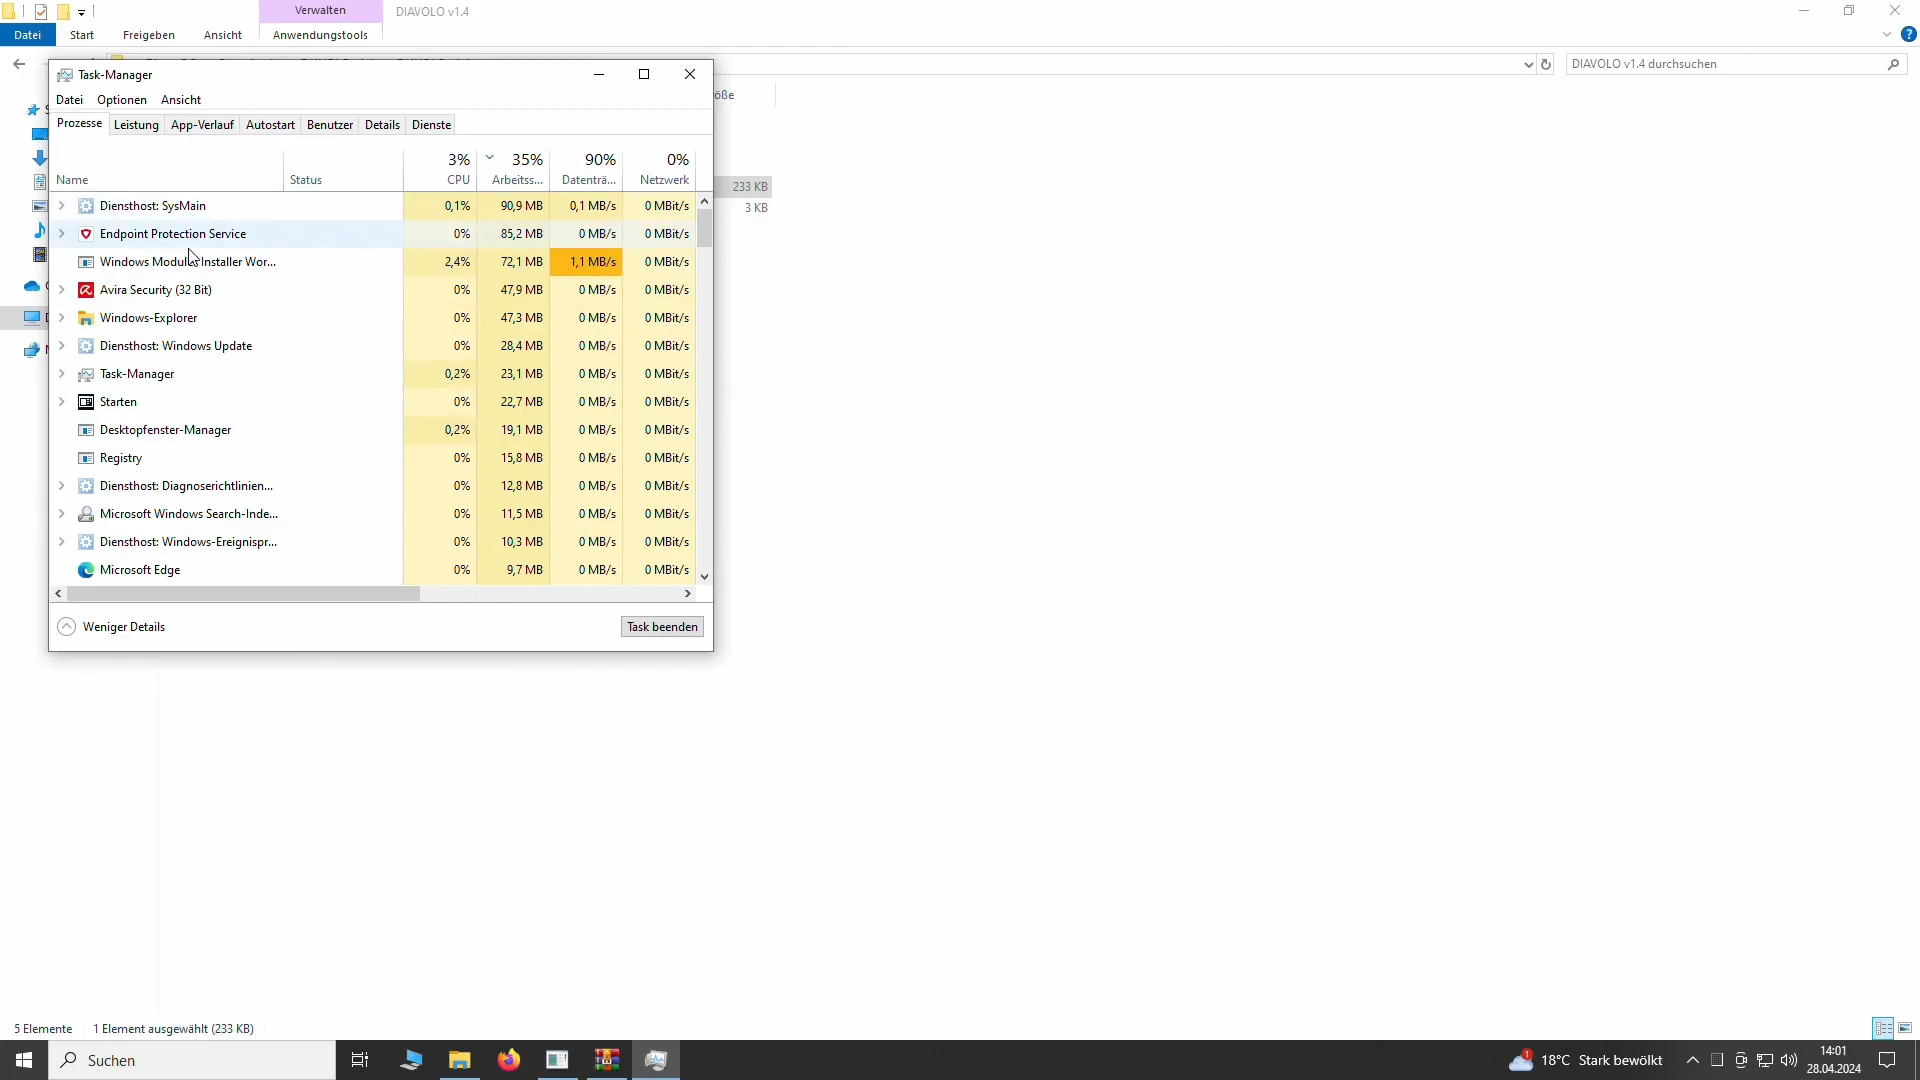 Verwalten
DIAVOLO v1.4
Datei Start Freigeben Ansicht Anwendungstools
DIAVOLO v1.4 durchsuchen
Task-Manager
Datei Optionen Ansicht
Prozesse Leistung App-Verlauf Autostart Benutzer Details Dienste
3% 35% 90% 0%
Name Status CPU Arbeitss... Datenträ... Netzwerk
Diensthost: SysMain 0,1% 90,9 MB 0,1 MB/s 0 MBit/s
Endpoint Protection Service 0% 85,2 MB 0 MB/s 0 MBit/s
Windows Modules Installer Wor... 2,4% 72,1 MB 1,1 MB/s 0 MBit/s
Avira Security (32 Bit) 0% 47,9 MB 0 MB/s 0 MBit/s
Windows-Explorer 0% 47,3 MB 0 MB/s 0 MBit/s
Diensthost: Windows Update 0% 28,4 MB 0 MB/s 0 MBit/s
Task-Manager 0,2% 23,1 MB 0 MB/s 0 MBit/s
Starten 0% 22,7 MB 0 MB/s 0 MBit/s
Desktopfenster-Manager 0,2% 19,1 MB 0 MB/s 0 MBit/s
Registry 0% 15,8 MB 0 MB/s 0 MBit/s
Diensthost: Diagnoserichtlinien... 0% 12,8 MB 0 MB/s 0 MBit/s
Microsoft Windows Search-Inde... 0% 11,5 MB 0 MB/s 0 MBit/s
Diensthost: Windows-Ereignispr... 0% 10,3 MB 0 MB/s 0 MBit/s
Microsoft Edge 0% 9,7 MB 0 MB/s 0 MBit/s
Weniger Details Task beenden
233 KB
3 KB
5 Elemente 1 Element ausgewählt (233 KB)
Suchen
1
18°C Stark bewölkt
14:01
28.04.2024